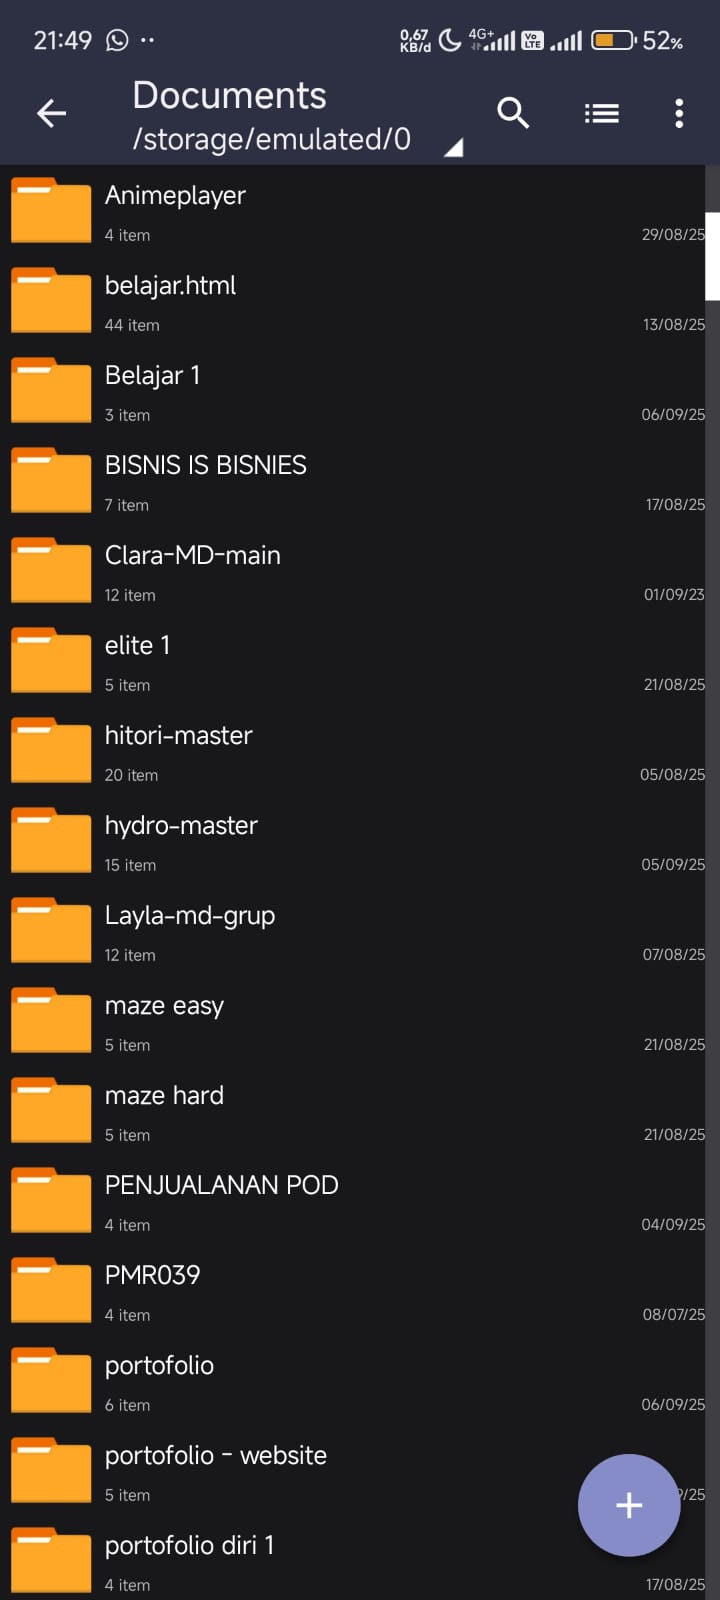 21:49
0,67 KB/d 4G+ Vo LTE 52%
Documents
/storage/emulated/0
Animeplayer
4 item 29/08/25
belajar.html
44 item 13/08/25
Belajar 1
3 item 06/09/25
BISNIS IS BISNIES
7 item 17/08/25
Clara-MD-main
12 item 01/09/23
elite 1
5 item 21/08/25
hitori-master
20 item 05/08/25
hydro-master
15 item 05/09/25
Layla-md-grup
12 item 07/08/25
maze easy
5 item 21/08/25
maze hard
5 item 21/08/25
PENJUALANAN POD
4 item 04/09/25
PMR039
4 item 08/07/25
portofolio
6 item 06/09/25
portofolio - website
5 item
portofolio diri 1
4 item 17/08/25